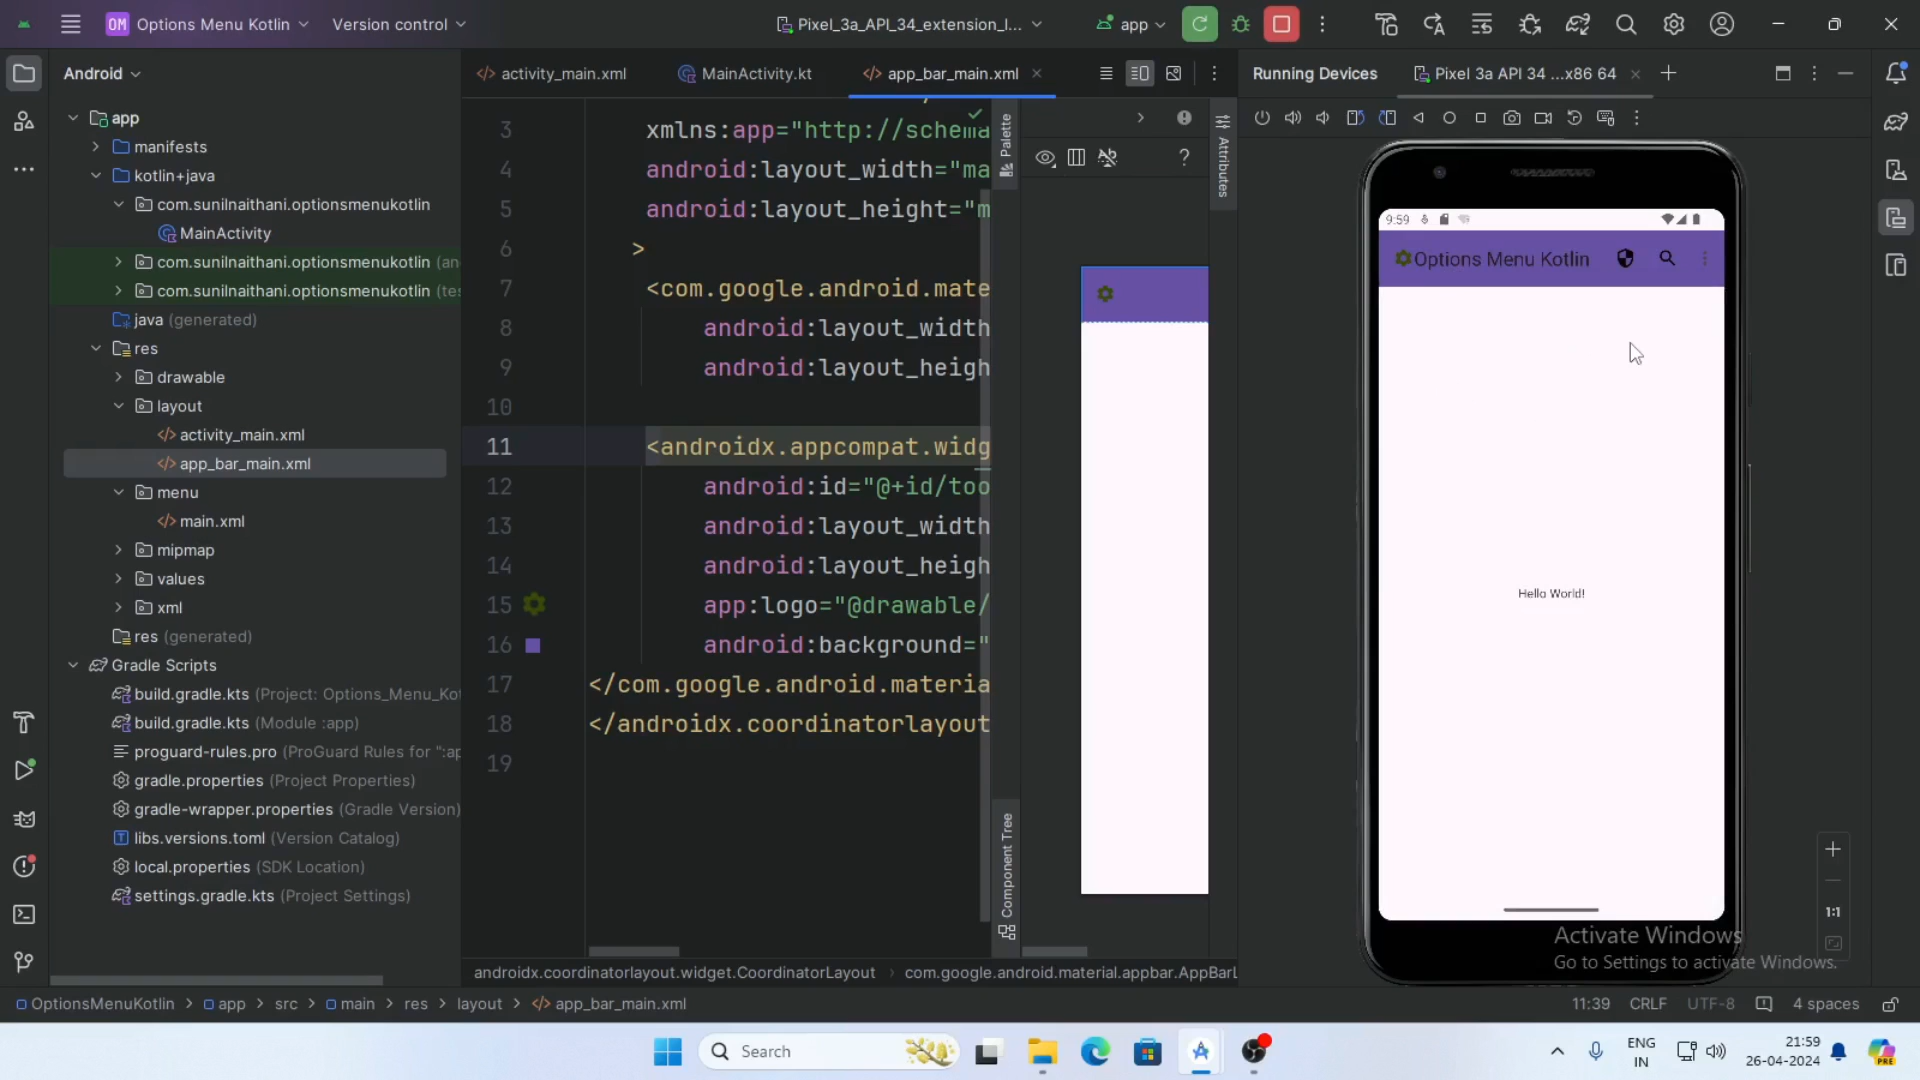 OM Options Menu Kotlin Version control Pixel_3a_API_34_extension_l... app
Android
activity_main.xml MainActivity.kt app_bar_main.xml
Running Devices Pixel 3a API 34 ...x86 64
app
manifests
kotlin+java
com.sunilnaithani.optionsmenukotlin
MainActivity
com.sunilnaithani.optionsmenukotlin (an
com.sunilnaithani.optionsmenukotlin (tes
java (generated)
res
drawable
layout
activity_main.xml
app_bar_main.xml
menu
main.xml
mipmap
values
xml
res (generated)
Gradle Scripts
build.gradle.kts (Project: Options_Menu_Kot
build.gradle.kts (Module :app)
proguard-rules.pro (ProGuard Rules for ":ap
gradle.properties (Project Properties)
gradle-wrapper.properties (Gradle Version)
libs.versions.toml (Version Catalog)
local.properties (SDK Location)
settings.gradle.kts (Project Settings)
3 xmlns:app="http://schema
4 android:layout_width="ma
5 android:layout_height="m
6 >
7 <com.google.android.mate
8 android:layout_width
9 android:layout_heigh
10
11 <androidx.appcompat.widg
12 android:id="@+id/too
13 android:layout_width
14 android:layout_heigh
15 app:logo="@drawable/
16 android:background="
17 </com.google.android.materia
18 </androidx.coordinatorlayout
19
Palette
Attributes
Component Tree
androidx.coordinatorlayout.widget.CoordinatorLayout com.google.android.material.appbar.AppBarL
9:59
Options Menu Kotlin
Hello World!
1:1
Activate Windows
Go to Settings to activate Windows.
OptionsMenuKotlin app src main res layout app_bar_main.xml
11:39 CRLF UTF-8 4 spaces
Search
ENG
IN
21:59
26-04-2024
PRE